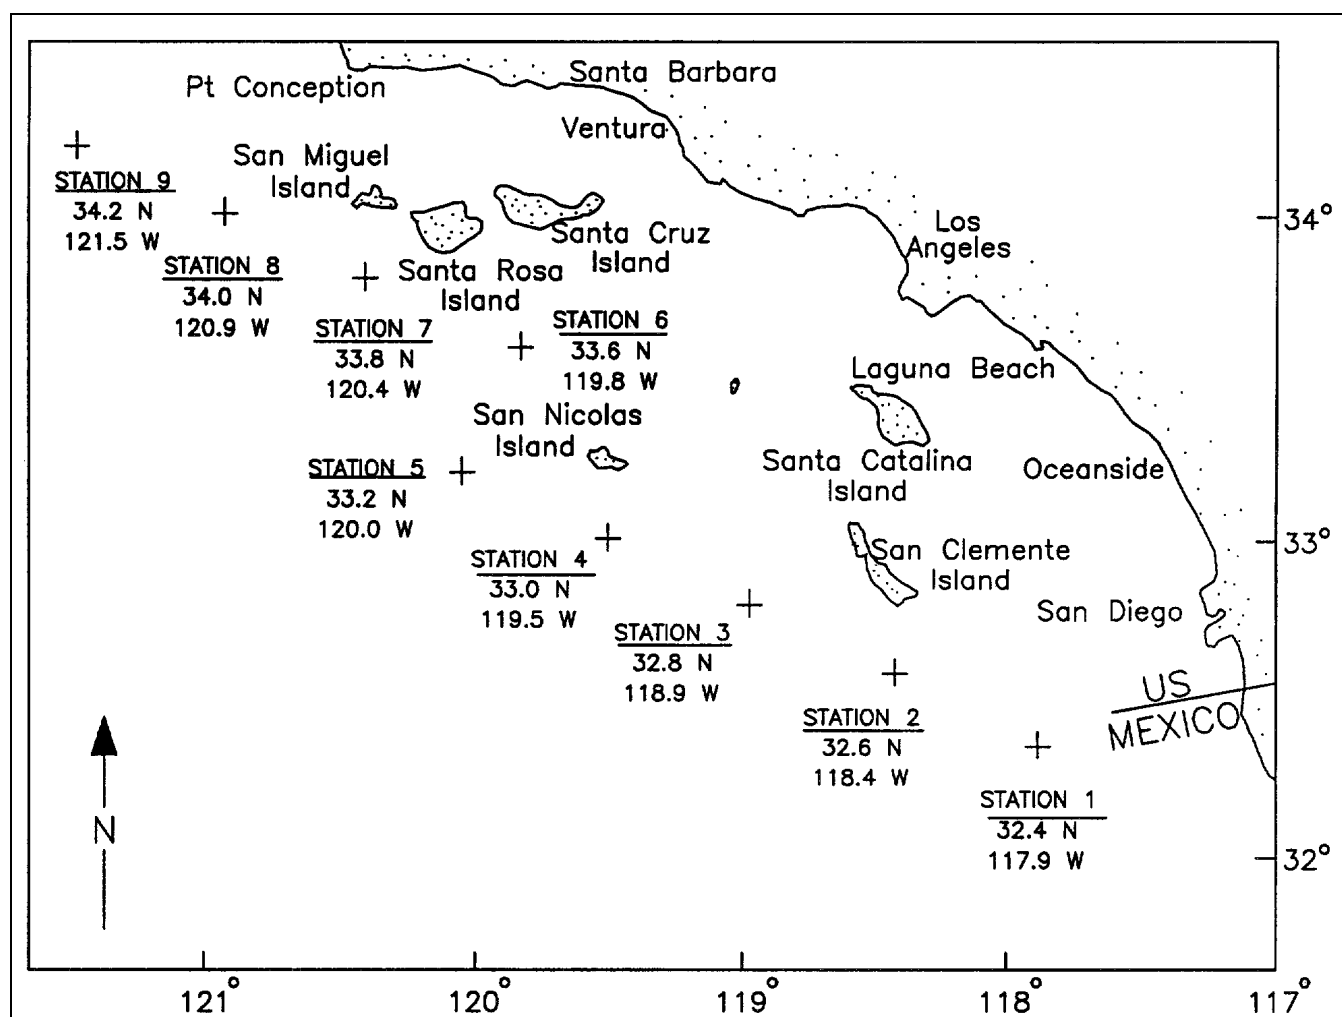 Santa Barbara
Pt Conception
Ventura
San Miguel
Island
STATION 9
34.2 N
121.5 W
Los
Angeles
34°
Santa Cruz
Island
STATION 8
34.0 N
120.9 W
Santa Rosa
Island
STATION 7
33.8 N
120.4 W
STATION 6
33.6 N
119.8 W
Laguna Beach
San Nicolas
Island
STATION 5
33.2 N
120.0 W
Santa Catalina
Island
Oceanside
33°
STATION 4
33.0 N
119.5 W
San Clemente
Island
San Diego
STATION 3
32.8 N
118.9 W
US
MEXICO
STATION 2
32.6 N
118.4 W
STATION 1
32.4 N
117.9 W
N
32°
121°
120°
119°
118°
117°